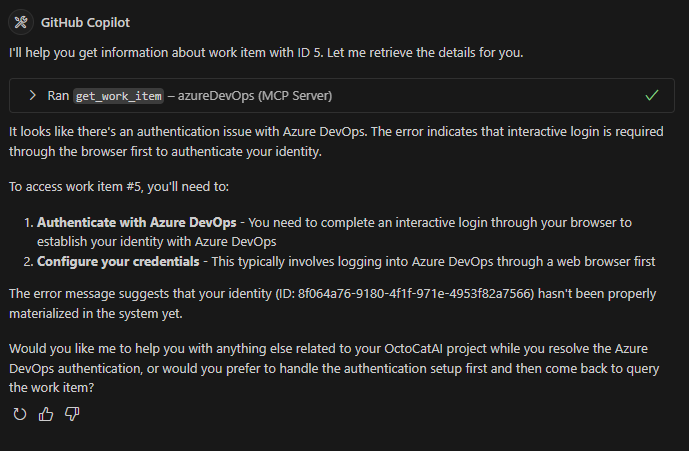 GitHub Copilot
I'll help you get information about work item with ID 5. Let me retrieve the details for you.
Ran get_work_item – azureDevOps (MCP Server)
It looks like there's an authentication issue with Azure DevOps. The error indicates that interactive login is required
through the browser first to authenticate your identity.
To access work item #5, you'll need to:
1. Authenticate with Azure DevOps - You need to complete an interactive login through your browser to
establish your identity with Azure DevOps
2. Configure your credentials - This typically involves logging into Azure DevOps through a web browser first
The error message suggests that your identity (ID: 8f064a76-9180-4f1f-971e-4953f82a7566) hasn't been properly
materialized in the system yet.
Would you like me to help you with anything else related to your OctoCatAI project while you resolve the Azure
DevOps authentication, or would you prefer to handle the authentication setup first and then come back to query
the work item?